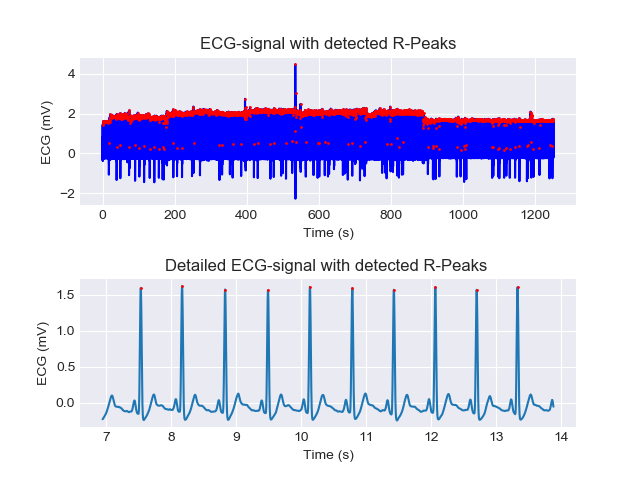 ECG-signal with detected R-Peaks
4
2
0
−2
ECG (mV)
0 200 400 600 800 1000 1200
Time (s)
Detailed ECG-signal with detected R-Peaks
1.5
1.0
0.5
0.0
ECG (mV)
7 8 9 10 11 12 13 14
Time (s)